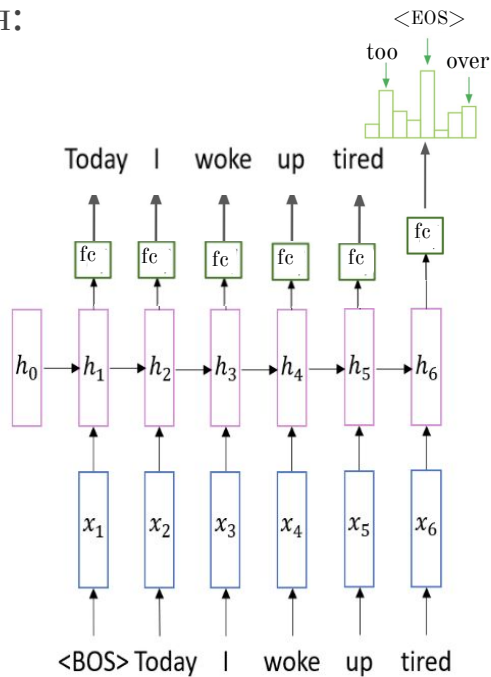 н:
<EOS>
too
over
Today I woke up tired
fc
fc fc fc fc fc
h₀ h₁ h₂ h₃ h₄ h₅ h₆
x₁ x₂ x₃ x₄ x₅ x₆
<BOS> Today I woke up tired